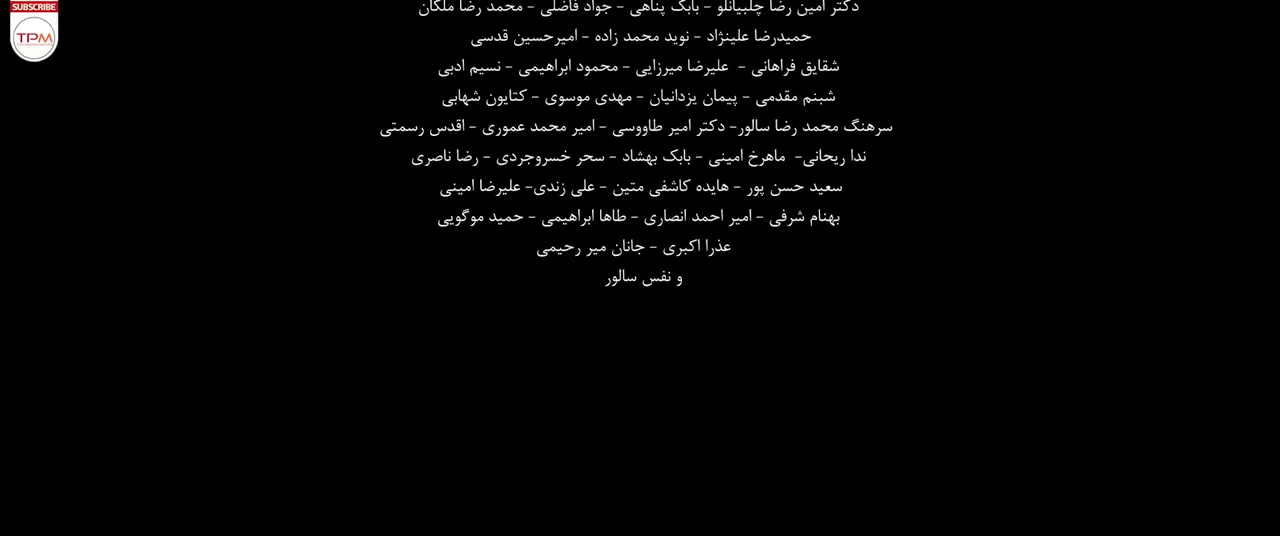 SUBSCRIBE
TPM
دکتر امین رضا چلبیانلو - بابک پناهی - جواد فاضلی - محمد رضا ملکان
حمیدرضا علینژاد - نوید محمد زاده - امیرحسین قدسی
شقایق فراهانی - علیرضا میرزایی - محمود ابراهیمی - نسیم ادبی
شبنم مقدمی - پیمان یزدانیان - مهدی موسوی - کتایون شهابی
سرهنگ محمد رضا سالور- دکتر امیر طاووسی - امیر محمد عموری - اقدس رسمتی
ندا ریحانی- ماهرخ امینی - بابک بهشاد - سحر خسروجردی - رضا ناصری
سعید حسن پور - هایده کاشفی متین - علی زندی- علیرضا امینی
بهنام شرفی - امیر احمد انصاری - طاها ابراهیمی - حمید موگویی
عذرا اکبری - جانان میر رحیمی
و نفس سالور